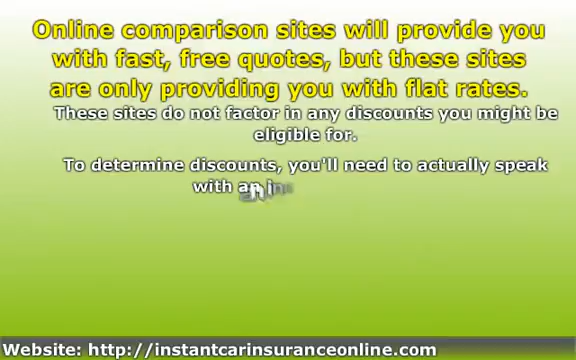 Online comparison sites will provide you
with fast, free quotes, but these sites
are only providing you with flat rates.
These sites do not factor in any discounts you might be
eligible for.
To determine discounts, you'll need to actually speak
with an
Website: http://instantcarinsuranceonline.com